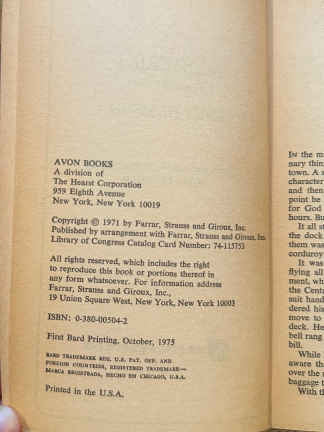 AVON BOOKS
A division of
The Hearst Corporation
959 Eighth Avenue
New York, New York 10019
Copyright © 1971 by Farrar, Strauss and Giroux, Inc.
Published by arrangement with Farrar, Strauss and Giroux, Inc.
Library of Congress Catalog Card Number: 74-115753
All rights reserved, which includes the right
to reproduce this book or portions thereof in
any form whatsoever. For information address
Farrar, Strauss and Giroux, Inc.,
19 Union Square West, New York, New York 10003
ISBN: 0-380-00504-2
First Bard Printing, October, 1975
BARD TRADEMARK REG. U.S. PAT. OFF. AND
FOREIGN COUNTRIES, REGISTERED TRADEMARK—
MARCA REGISTRADA, HECHO EN CHICAGO, U.S.A.
Printed in the U.S.A.
IN the m
nary thin
town. A s
character
and then
point be
for God
hours. Bu
It all s
the dock
them was
corduroy
It was
flying all
ment, wh
the Cent
suit hand
dered his
move to
deck. He
bell rang
bill.
While
aware th
over the
baggage t
With th